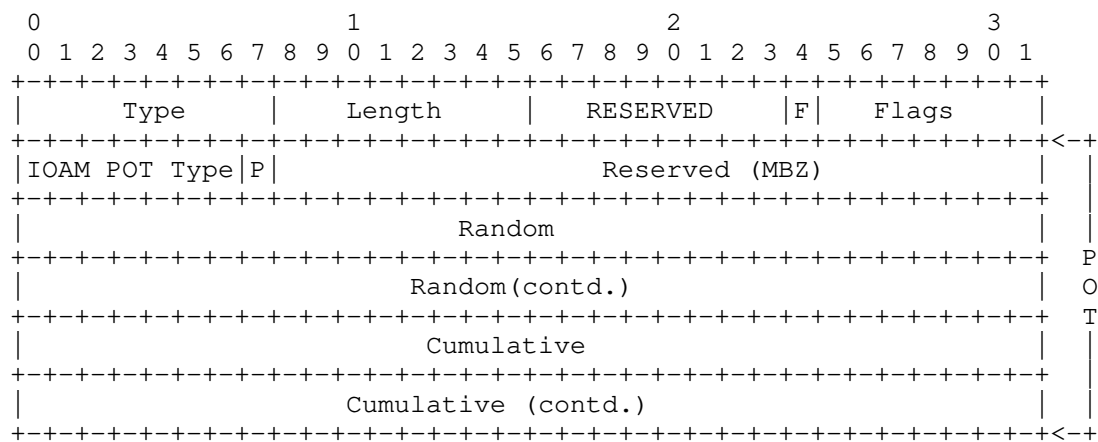 0                   1                   2                   3
 0 1 2 3 4 5 6 7 8 9 0 1 2 3 4 5 6 7 8 9 0 1 2 3 4 5 6 7 8 9 0 1
+-+-+-+-+-+-+-+-+-+-+-+-+-+-+-+-+-+-+-+-+-+-+-+-+-+-+-+-+-+-+-+-+
|      Type     |    Length     |   RESERVED    |F|   Flags     |
+-+-+-+-+-+-+-+-+-+-+-+-+-+-+-+-+-+-+-+-+-+-+-+-+-+-+-+-+-+-+-+-+<-+
|IOAM POT Type|P|                    Reserved (MBZ)             |  |
+-+-+-+-+-+-+-+-+-+-+-+-+-+-+-+-+-+-+-+-+-+-+-+-+-+-+-+-+-+-+-+-+  |
|                           Random                              |  |
+-+-+-+-+-+-+-+-+-+-+-+-+-+-+-+-+-+-+-+-+-+-+-+-+-+-+-+-+-+-+-+-+  P
|                        Random(contd.)                         |  O
+-+-+-+-+-+-+-+-+-+-+-+-+-+-+-+-+-+-+-+-+-+-+-+-+-+-+-+-+-+-+-+-+  T
|                         Cumulative                            |  |
+-+-+-+-+-+-+-+-+-+-+-+-+-+-+-+-+-+-+-+-+-+-+-+-+-+-+-+-+-+-+-+-+  |
|                    Cumulative (contd.)                        |  |
+-+-+-+-+-+-+-+-+-+-+-+-+-+-+-+-+-+-+-+-+-+-+-+-+-+-+-+-+-+-+-+-+<-+